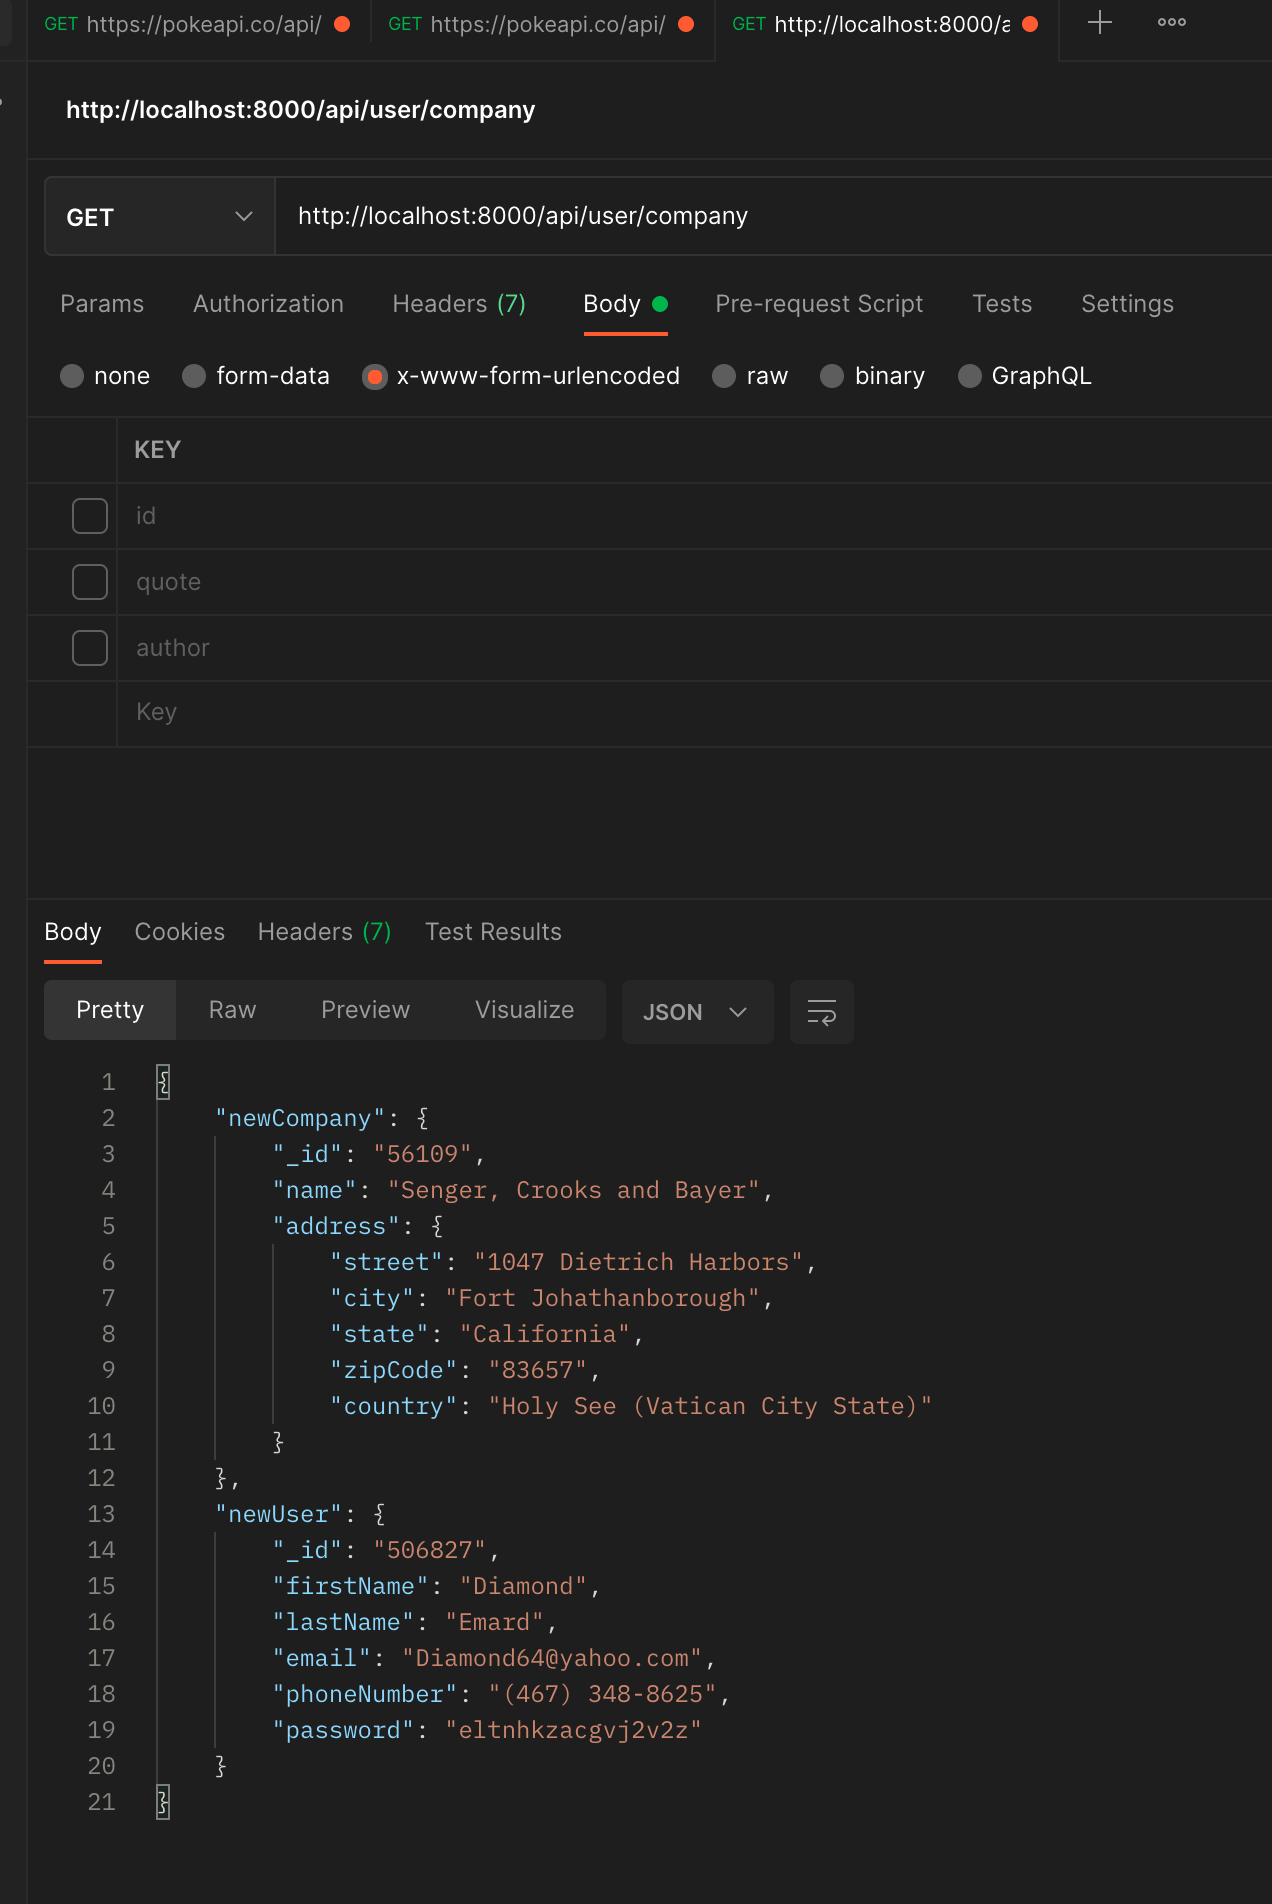 GET https://pokeapi.co/api/ GET https://pokeapi.co/api/ GET http://localhost:8000/a
http://localhost:8000/api/user/company
GET http://localhost:8000/api/user/company
Params Authorization Headers (7) Body Pre-request Script Tests Settings
none form-data x-www-form-urlencoded raw binary GraphQL
KEY
id
quote
author
Key
Body Cookies Headers (7) Test Results
Pretty Raw Preview Visualize JSON
1 {
2 "newCompany": {
3 "_id": "56109",
4 "name": "Senger, Crooks and Bayer",
5 "address": {
6 "street": "1047 Dietrich Harbors",
7 "city": "Fort Johathanborough",
8 "state": "California",
9 "zipCode": "83657",
10 "country": "Holy See (Vatican City State)"
11 }
12 },
13 "newUser": {
14 "_id": "506827",
15 "firstName": "Diamond",
16 "lastName": "Emard",
17 "email": "Diamond64@yahoo.com",
18 "phoneNumber": "(467) 348-8625",
19 "password": "eltnhkzacgvj2v2z"
20 }
21 }